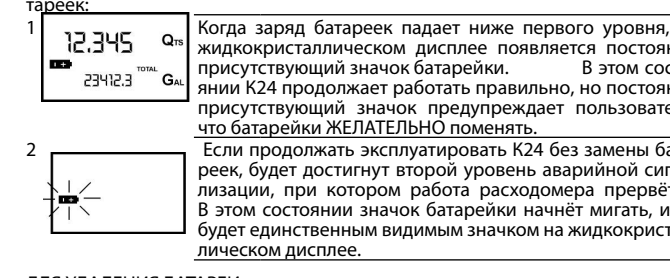 тареек:
1 Когда заряд батареек падает ниже первого уровня,
12.345 QTS
жидкокристаллическом дисплее появляется постоян
присутствующий значок батарейки. В этом сос
TOTAL
23412.3 GAL
янии К24 продолжает работать правильно, но постоян
присутствующий значок предупреждает пользовате
что батарейки ЖЕЛАТЕЛЬНО поменять.
2 Если продолжать эксплуатировать К24 без замены ба
реек, будет достигнут второй уровень аварийной сиг
лизации, при котором работа расходомера прервё
В этом состоянии значок батарейки начнёт мигать, и
будет единственным видимым значком на жидкокрист
лическом дисплее.